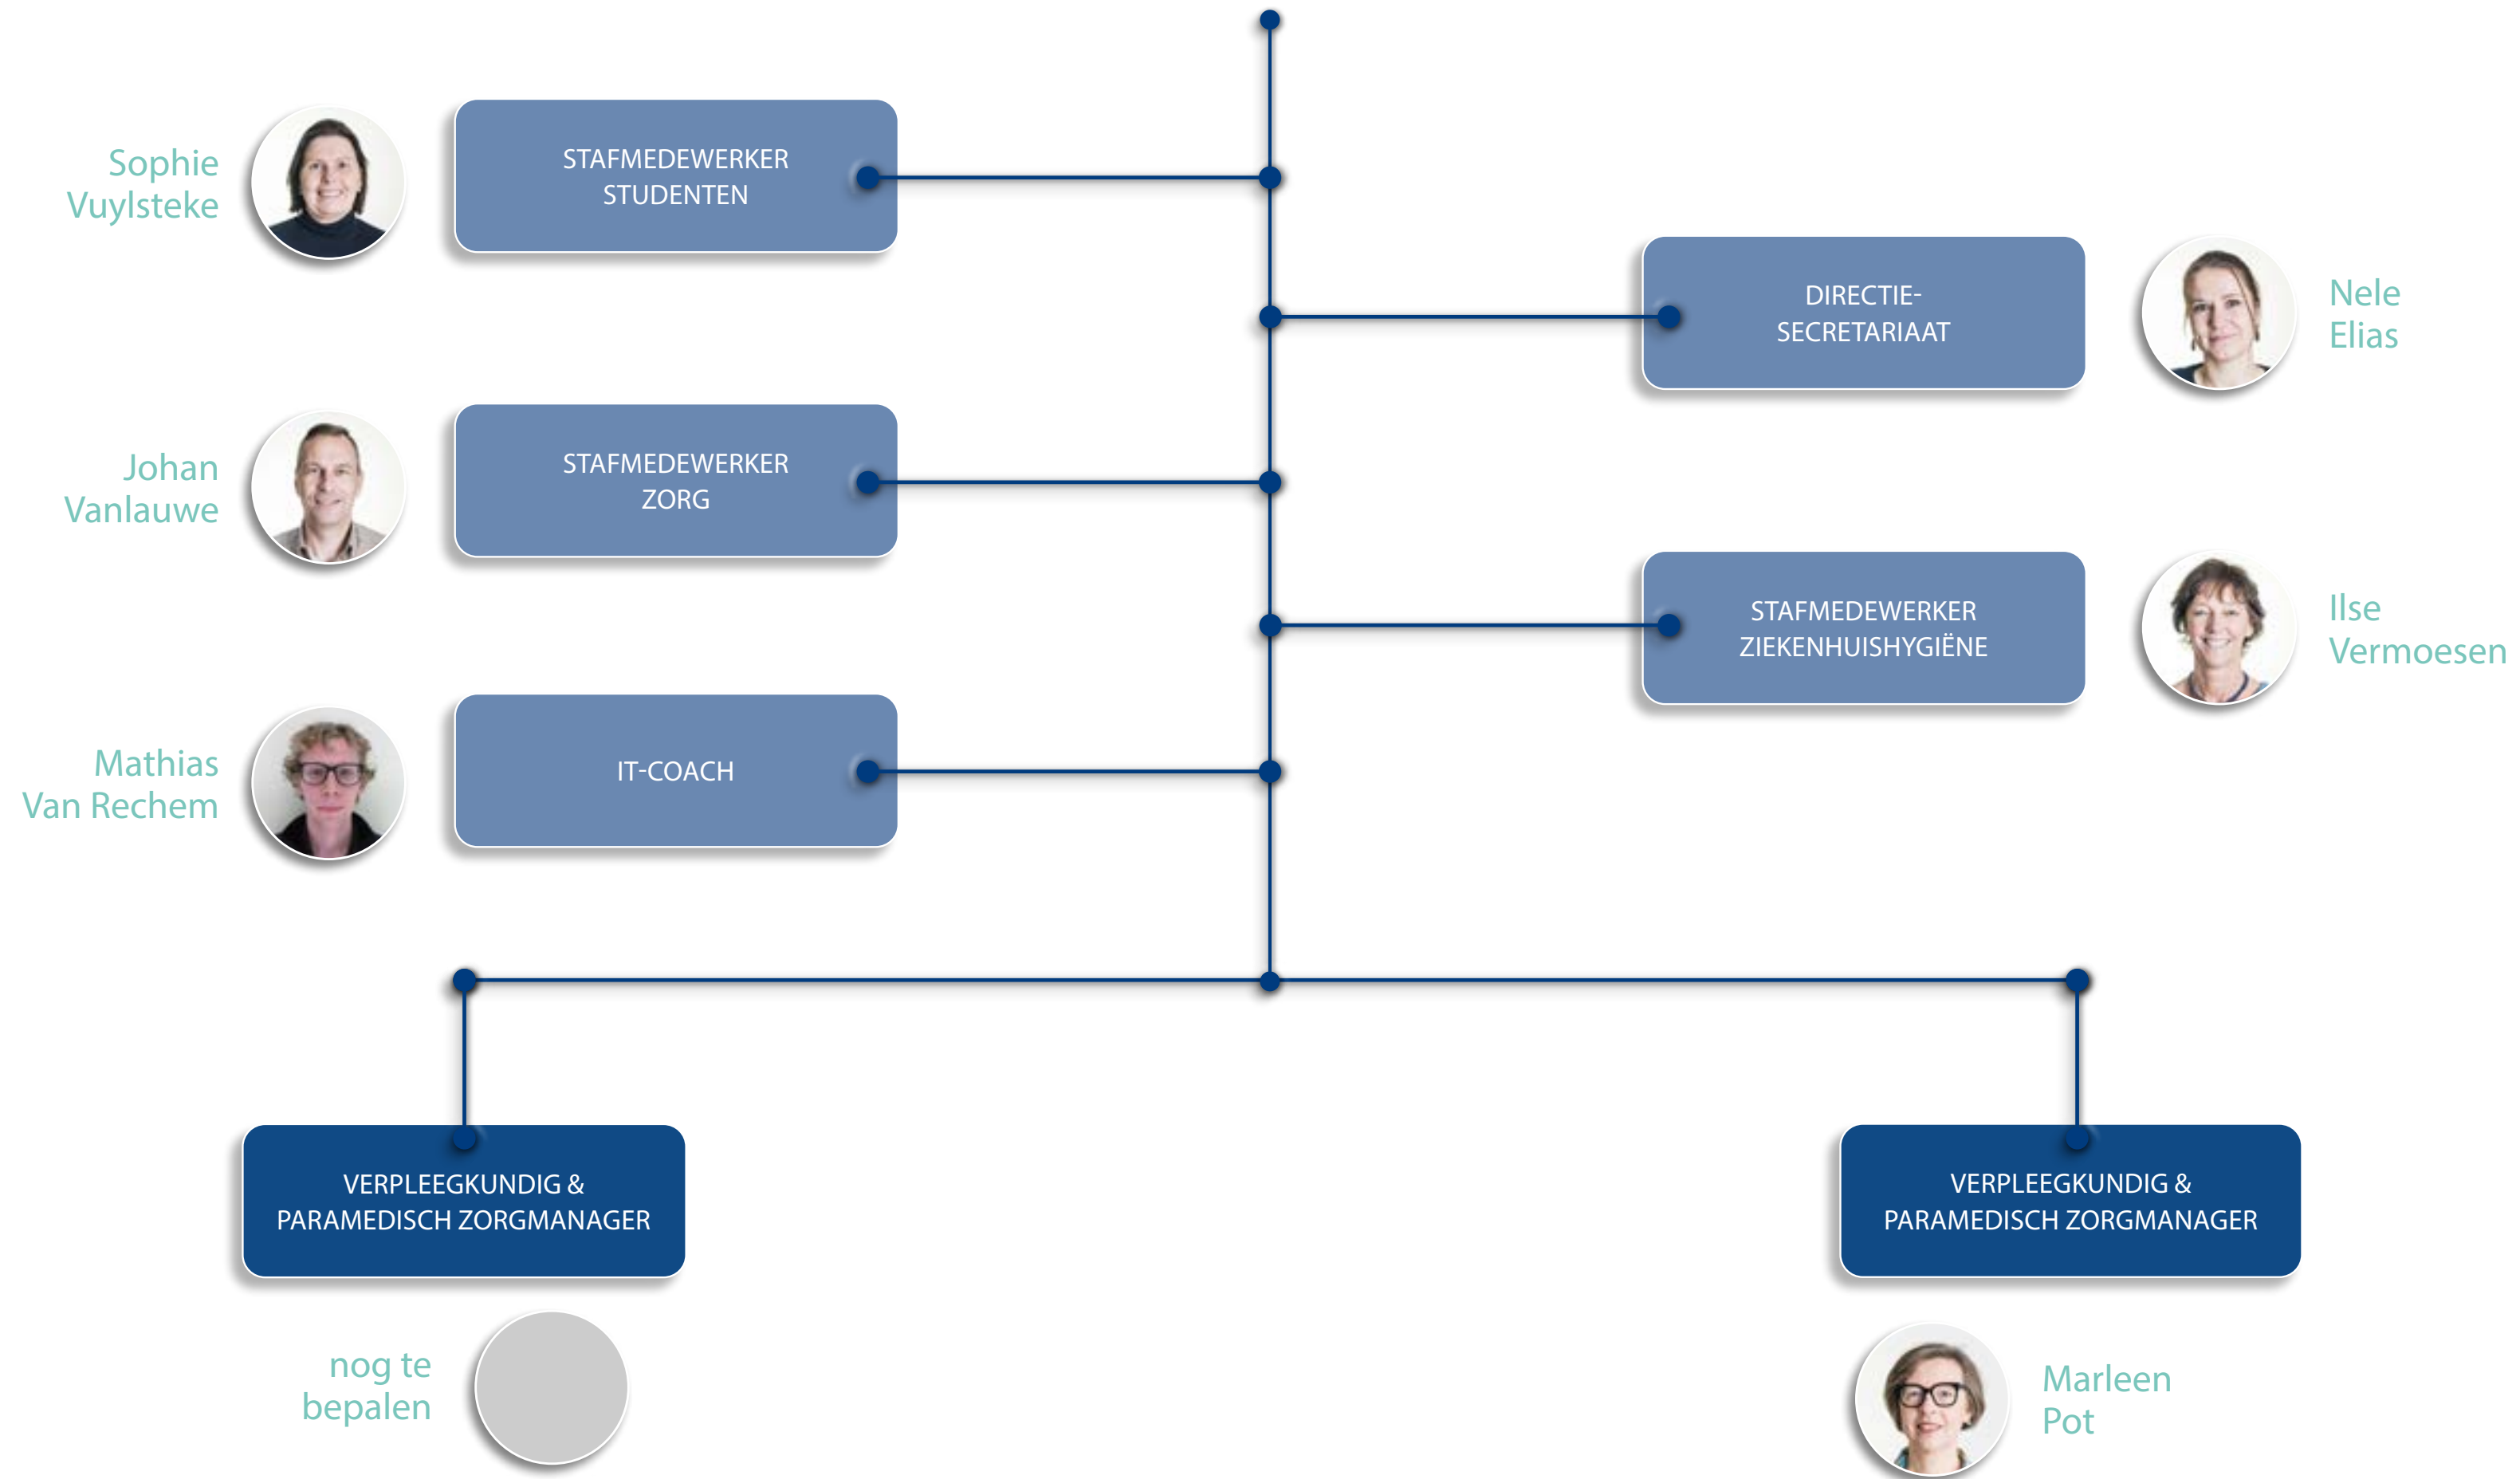 Sophie
Vuylsteke
STAFMEDEWERKER
STUDENTEN
DIRECTIE-
SECRETARIAAT
Nele
Elias
Johan
Vanlauwe
STAFMEDEWERKER
ZORG
STAFMEDEWERKER
ZIEKENHUISHYGIËNE
Ilse
Vermoesen
Mathias
Van Rechem
IT-COACH
VERPLEEGKUNDIG &
PARAMEDISCH ZORGMANAGER
nog te
bepalen
VERPLEEGKUNDIG &
PARAMEDISCH ZORGMANAGER
Marleen
Pot